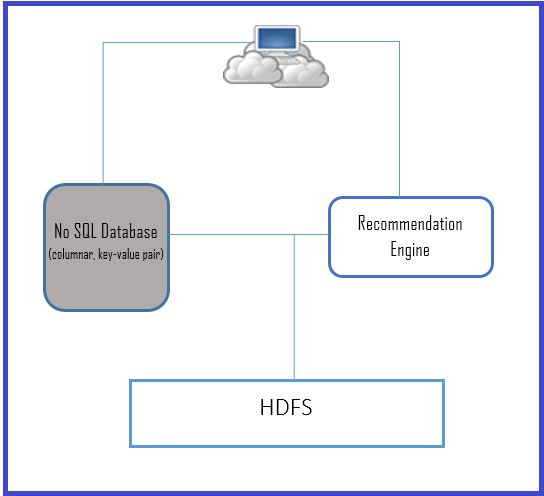 No SQL Database
(columnar, key-value pair)
Recommendation
Engine
HDFS